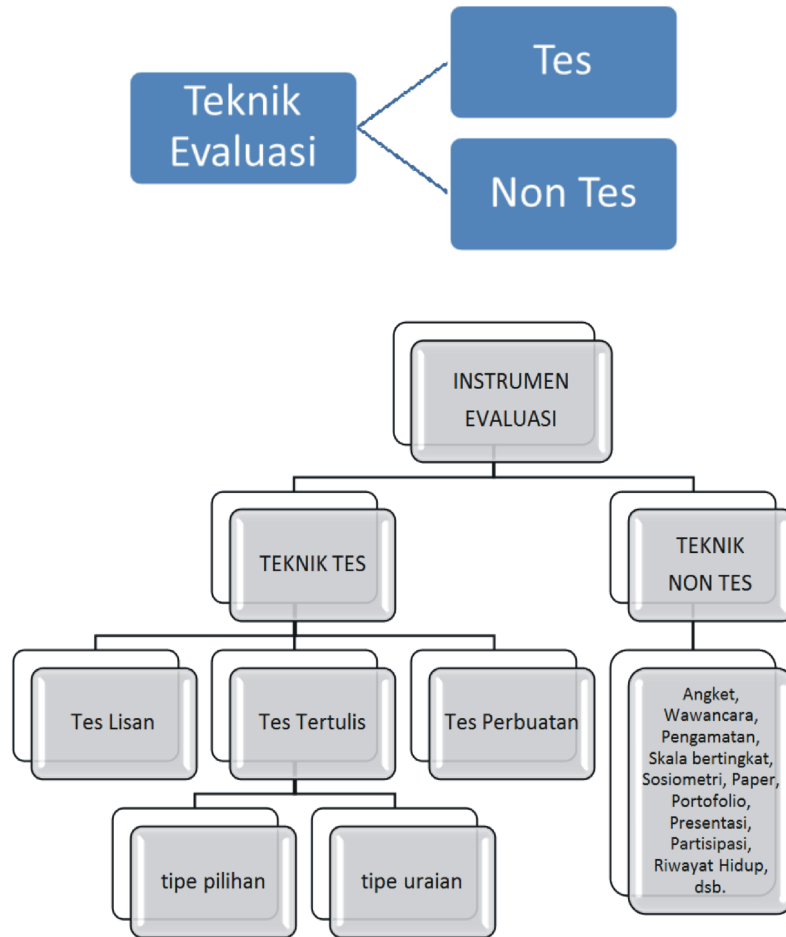 Teknik
Evaluasi
Tes
Non Tes
INSTRUMEN
EVALUASI
TEKNIK TES
TEKNIK
NON TES
Tes Lisan
Tes Tertulis
Tes Perbuatan
Angket,
Wawancara,
Pengamatan,
Skala bertingkat,
Sosiometri, Paper,
Portofolio,
Presentasi,
Partisipasi,
Riwayat Hidup,
dsb.
tipe pilihan
tipe uraian